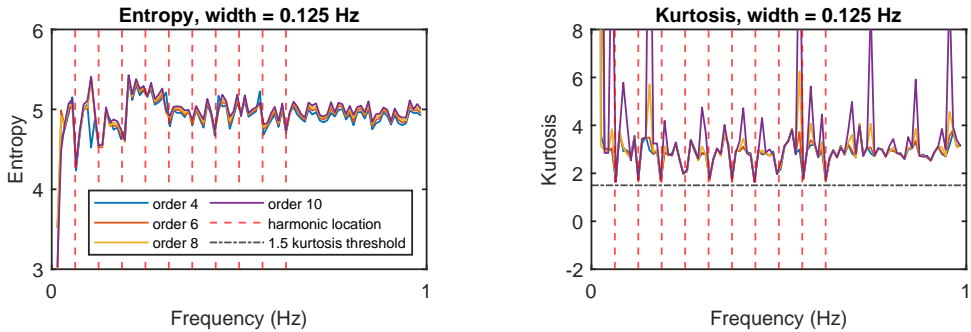 Entropy, width = 0.125 Hz
6
5
4
3
Entropy
order 4
order 6
order 8
order 10
harmonic location
1.5 kurtosis threshold
0
1
Frequency (Hz)
Kurtosis, width = 0.125 Hz
8
6
4
2
0
-2
Kurtosis
0
1
Frequency (Hz)